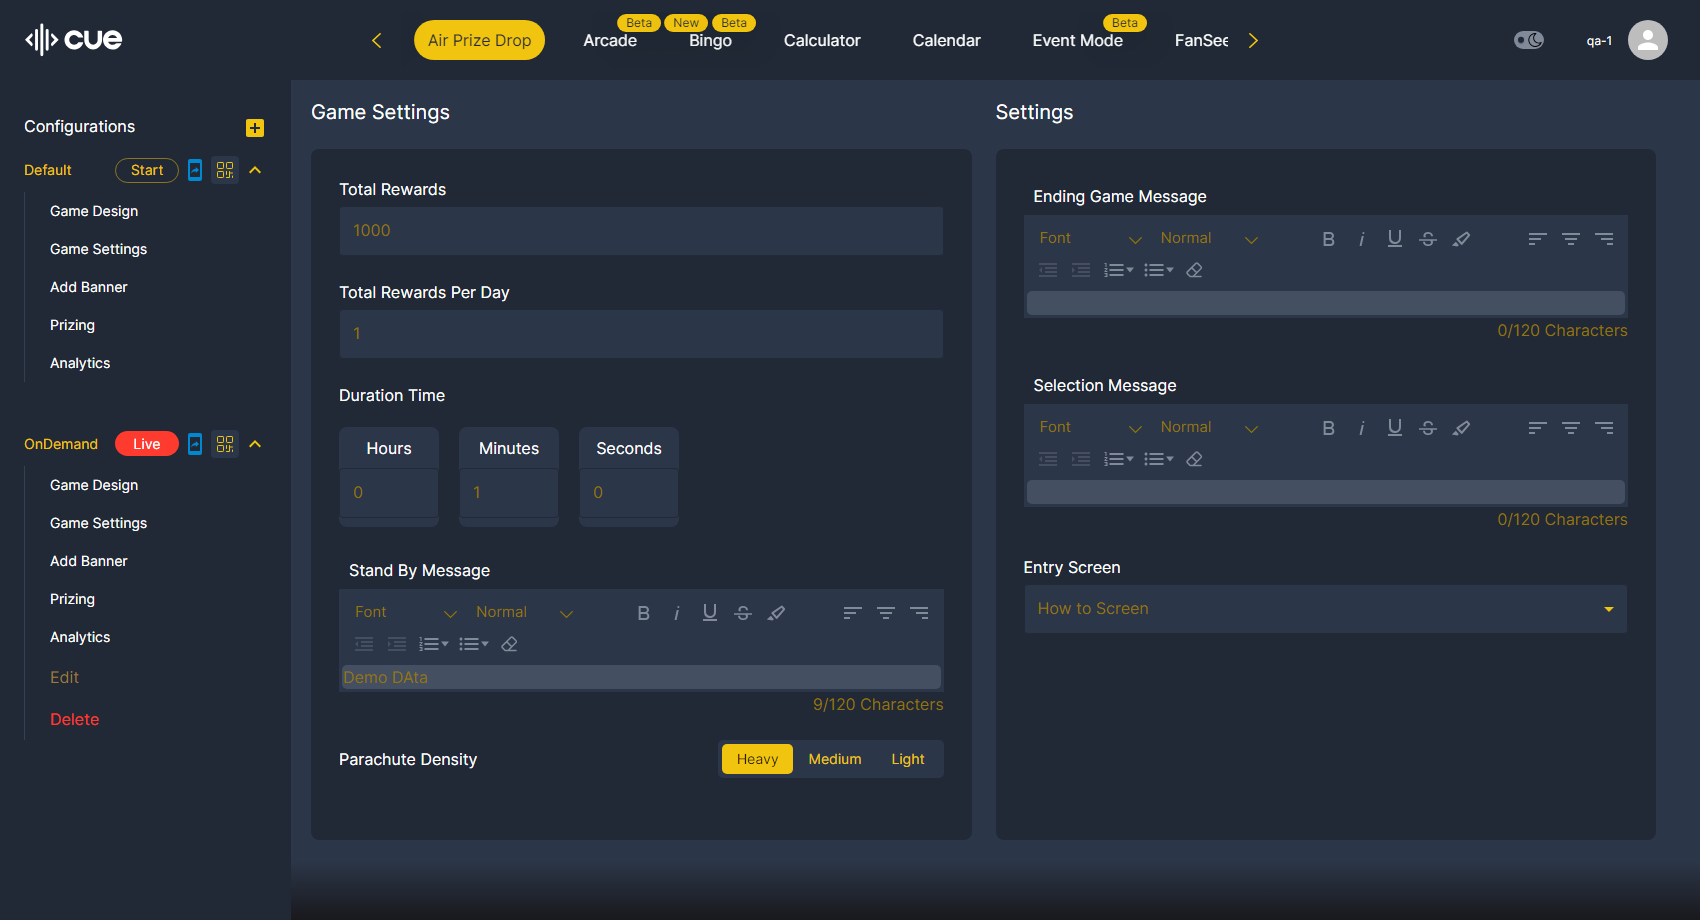 cue
Air Prize Drop
Arcade
Beta
New
Bingo
Beta
Calculator
Calendar
Event Mode
Beta
FanSee
qa-1
Configurations
Default
Start
Game Design
Game Settings
Add Banner
Prizing
Analytics
OnDemand
Live
Game Design
Game Settings
Add Banner
Prizing
Analytics
Edit
Delete
Game Settings
Total Rewards
1000
Total Rewards Per Day
1
Duration Time
Hours Minutes Seconds
0 1 0
Stand By Message
Font Normal
Demo DAta
9/120 Characters
Parachute Density
Heavy Medium Light
Settings
Ending Game Message
Font Normal
0/120 Characters
Selection Message
Font Normal
0/120 Characters
Entry Screen
How to Screen